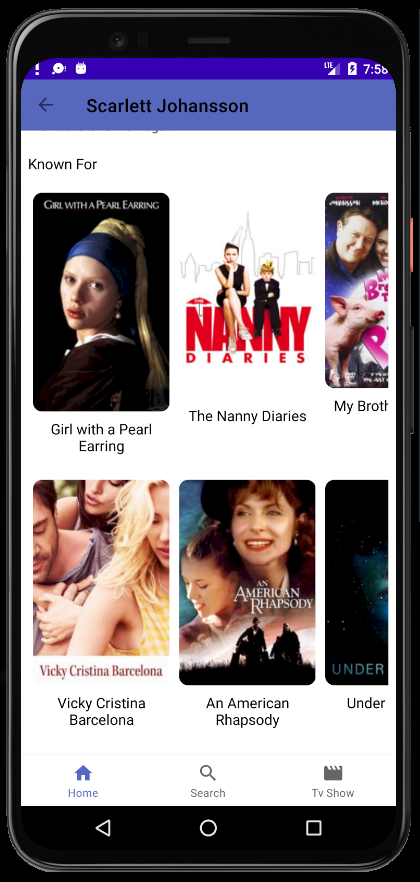 LTE 7:58
Scarlett Johansson
Known For
GIRL WITH A PEARL EARRING
THE
NANNY
DIARIES
Girl with a Pearl
Earring
The Nanny Diaries
My Broth
Vicky Cristina Barcelona
AN
AMERICAN
RHAPSODY
UNDER
Vicky Cristina
Barcelona
An American
Rhapsody
Under
Home
Search
Tv Show